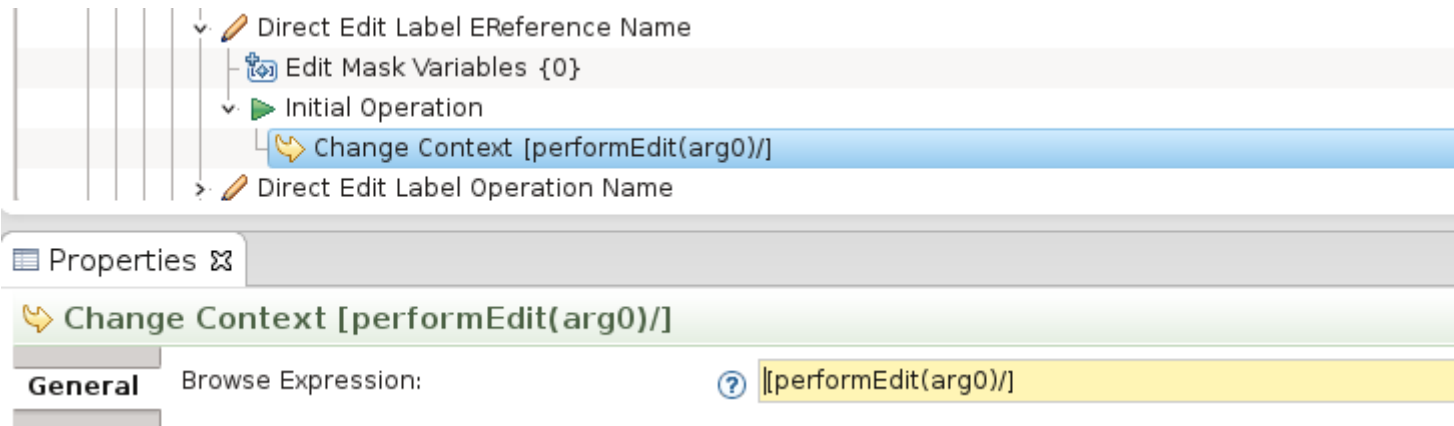 Direct Edit Label EReference Name
Edit Mask Variables {0}
Initial Operation
Change Context [performEdit(arg0)/]
Direct Edit Label Operation Name
Properties
Change Context [performEdit(arg0)/]
General Browse Expression: ? [performEdit(arg0)/]